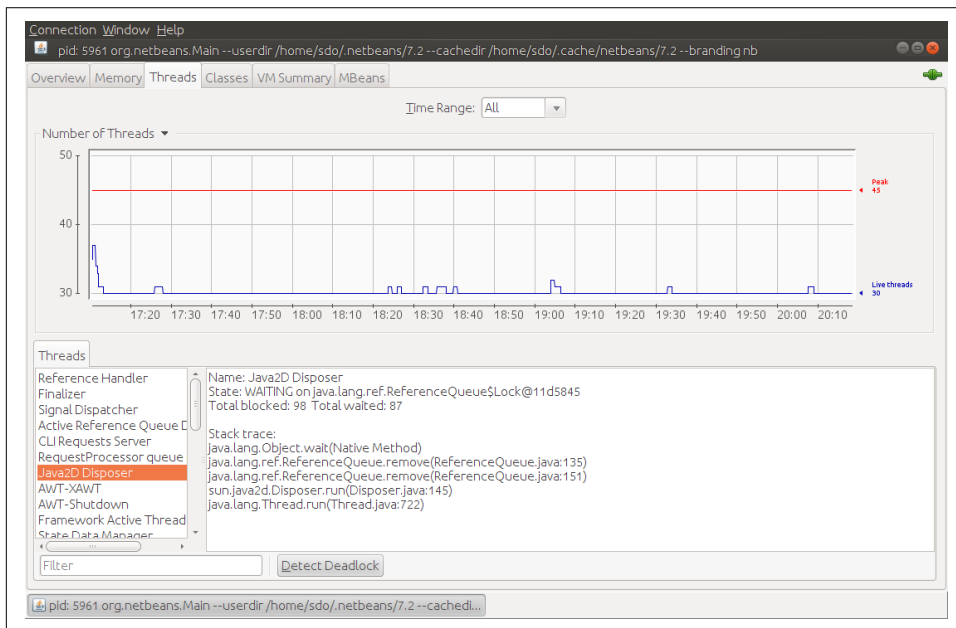 Connection Window Help
pid: 5961 org.netbeans.Main --userdir /home/sdo/.netbeans/7.2 --cachedir /home/sdo/.cache/netbeans/7.2 --branding nb
Overview Memory Threads Classes VM Summary MBeans
Time Range: All
Number of Threads
50
40
30
Peak
45
Live threads
30
17:20 17:30 17:40 17:50 18:00 18:10 18:20 18:30 18:40 18:50 19:00 19:10 19:20 19:30 19:40 19:50 20:00 20:10
Threads
Reference Handler
Finalizer
Signal Dispatcher
Active Reference Queue D
CLI Requests Server
RequestProcessor queue
Java2D Disposer
AWT-XAWT
AWT-Shutdown
Framework Active Thread
State Data Manager
Name: Java2D Disposer
State: WAITING on java.lang.ref.ReferenceQueue$Lock@11d5845
Total blocked: 98 Total waited: 87
Stack trace:
java.lang.Object.wait(Native Method)
java.lang.ref.ReferenceQueue.remove(ReferenceQueue.java:135)
java.lang.ref.ReferenceQueue.remove(ReferenceQueue.java:151)
sun.java2d.Disposer.run(Disposer.java:145)
java.lang.Thread.run(Thread.java:722)
Filter
Detect Deadlock
pid: 5961 org.netbeans.Main --userdir /home/sdo/.netbeans/7.2 --cachedi...